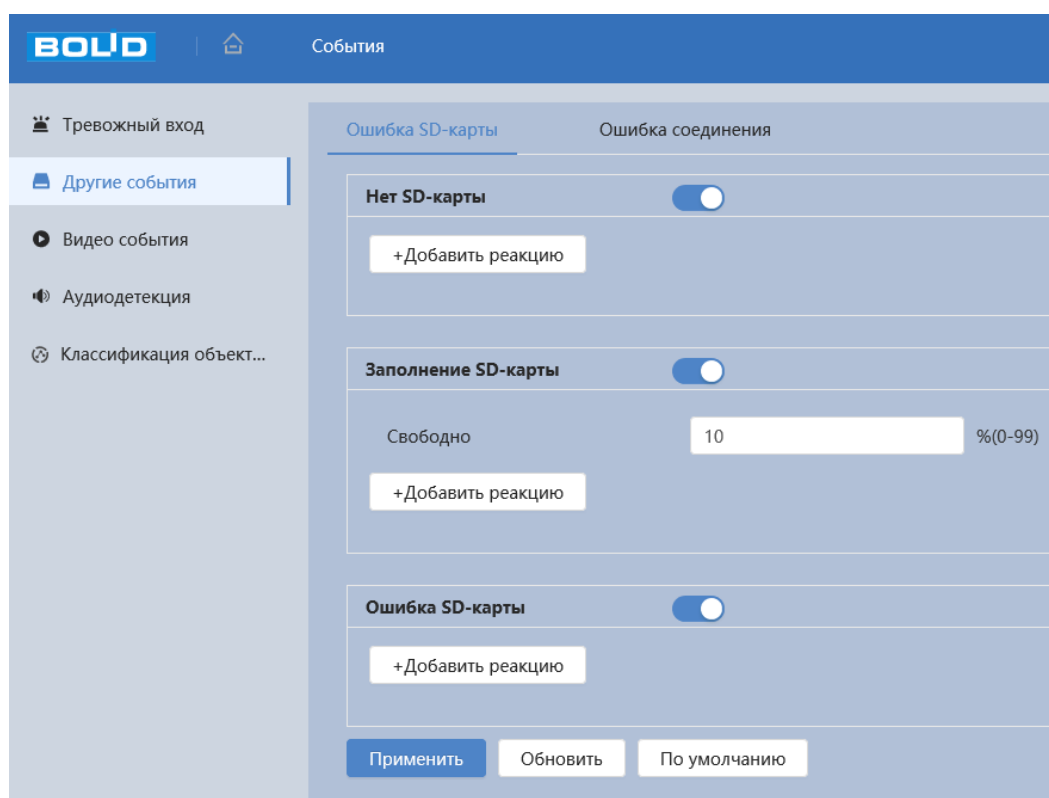 BOLID
События
Тревожный вход
Другие события
Видео события
Аудиодетекция
Классификация объект...
Ошибка SD-карты
Ошибка соединения
Нет SD-карты
+Добавить реакцию
Заполнение SD-карты
Свободно
10
%(0-99)
+Добавить реакцию
Ошибка SD-карты
+Добавить реакцию
Применить
Обновить
По умолчанию